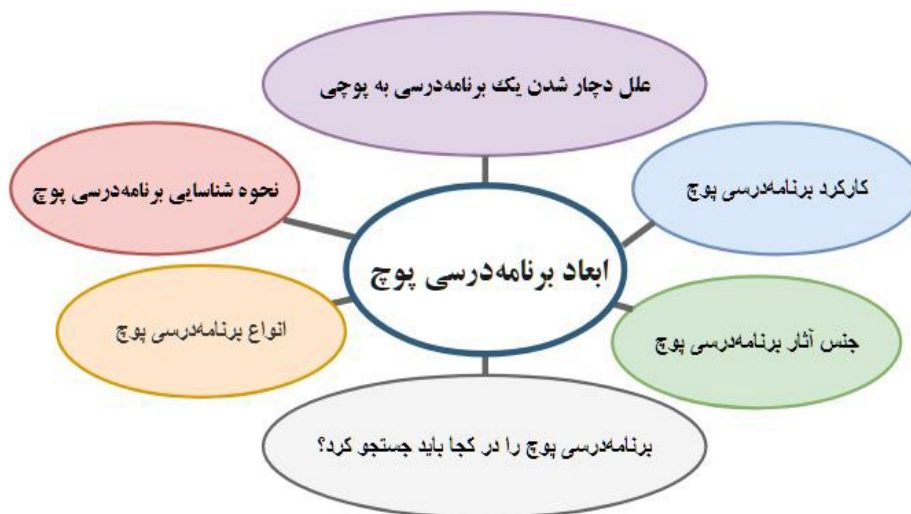 علل دچار شدن یک برنامه‌درسی به پوچی
کارکرد برنامه‌درسی پوچ
نحوه شناسایی برنامه‌درسی پوچ
ابعاد برنامه‌درسی پوچ
جنس آثار برنامه‌درسی پوچ
انواع برنامه‌درسی پوچ
برنامه‌درسی پوچ را در کجا باید جستجو کرد؟